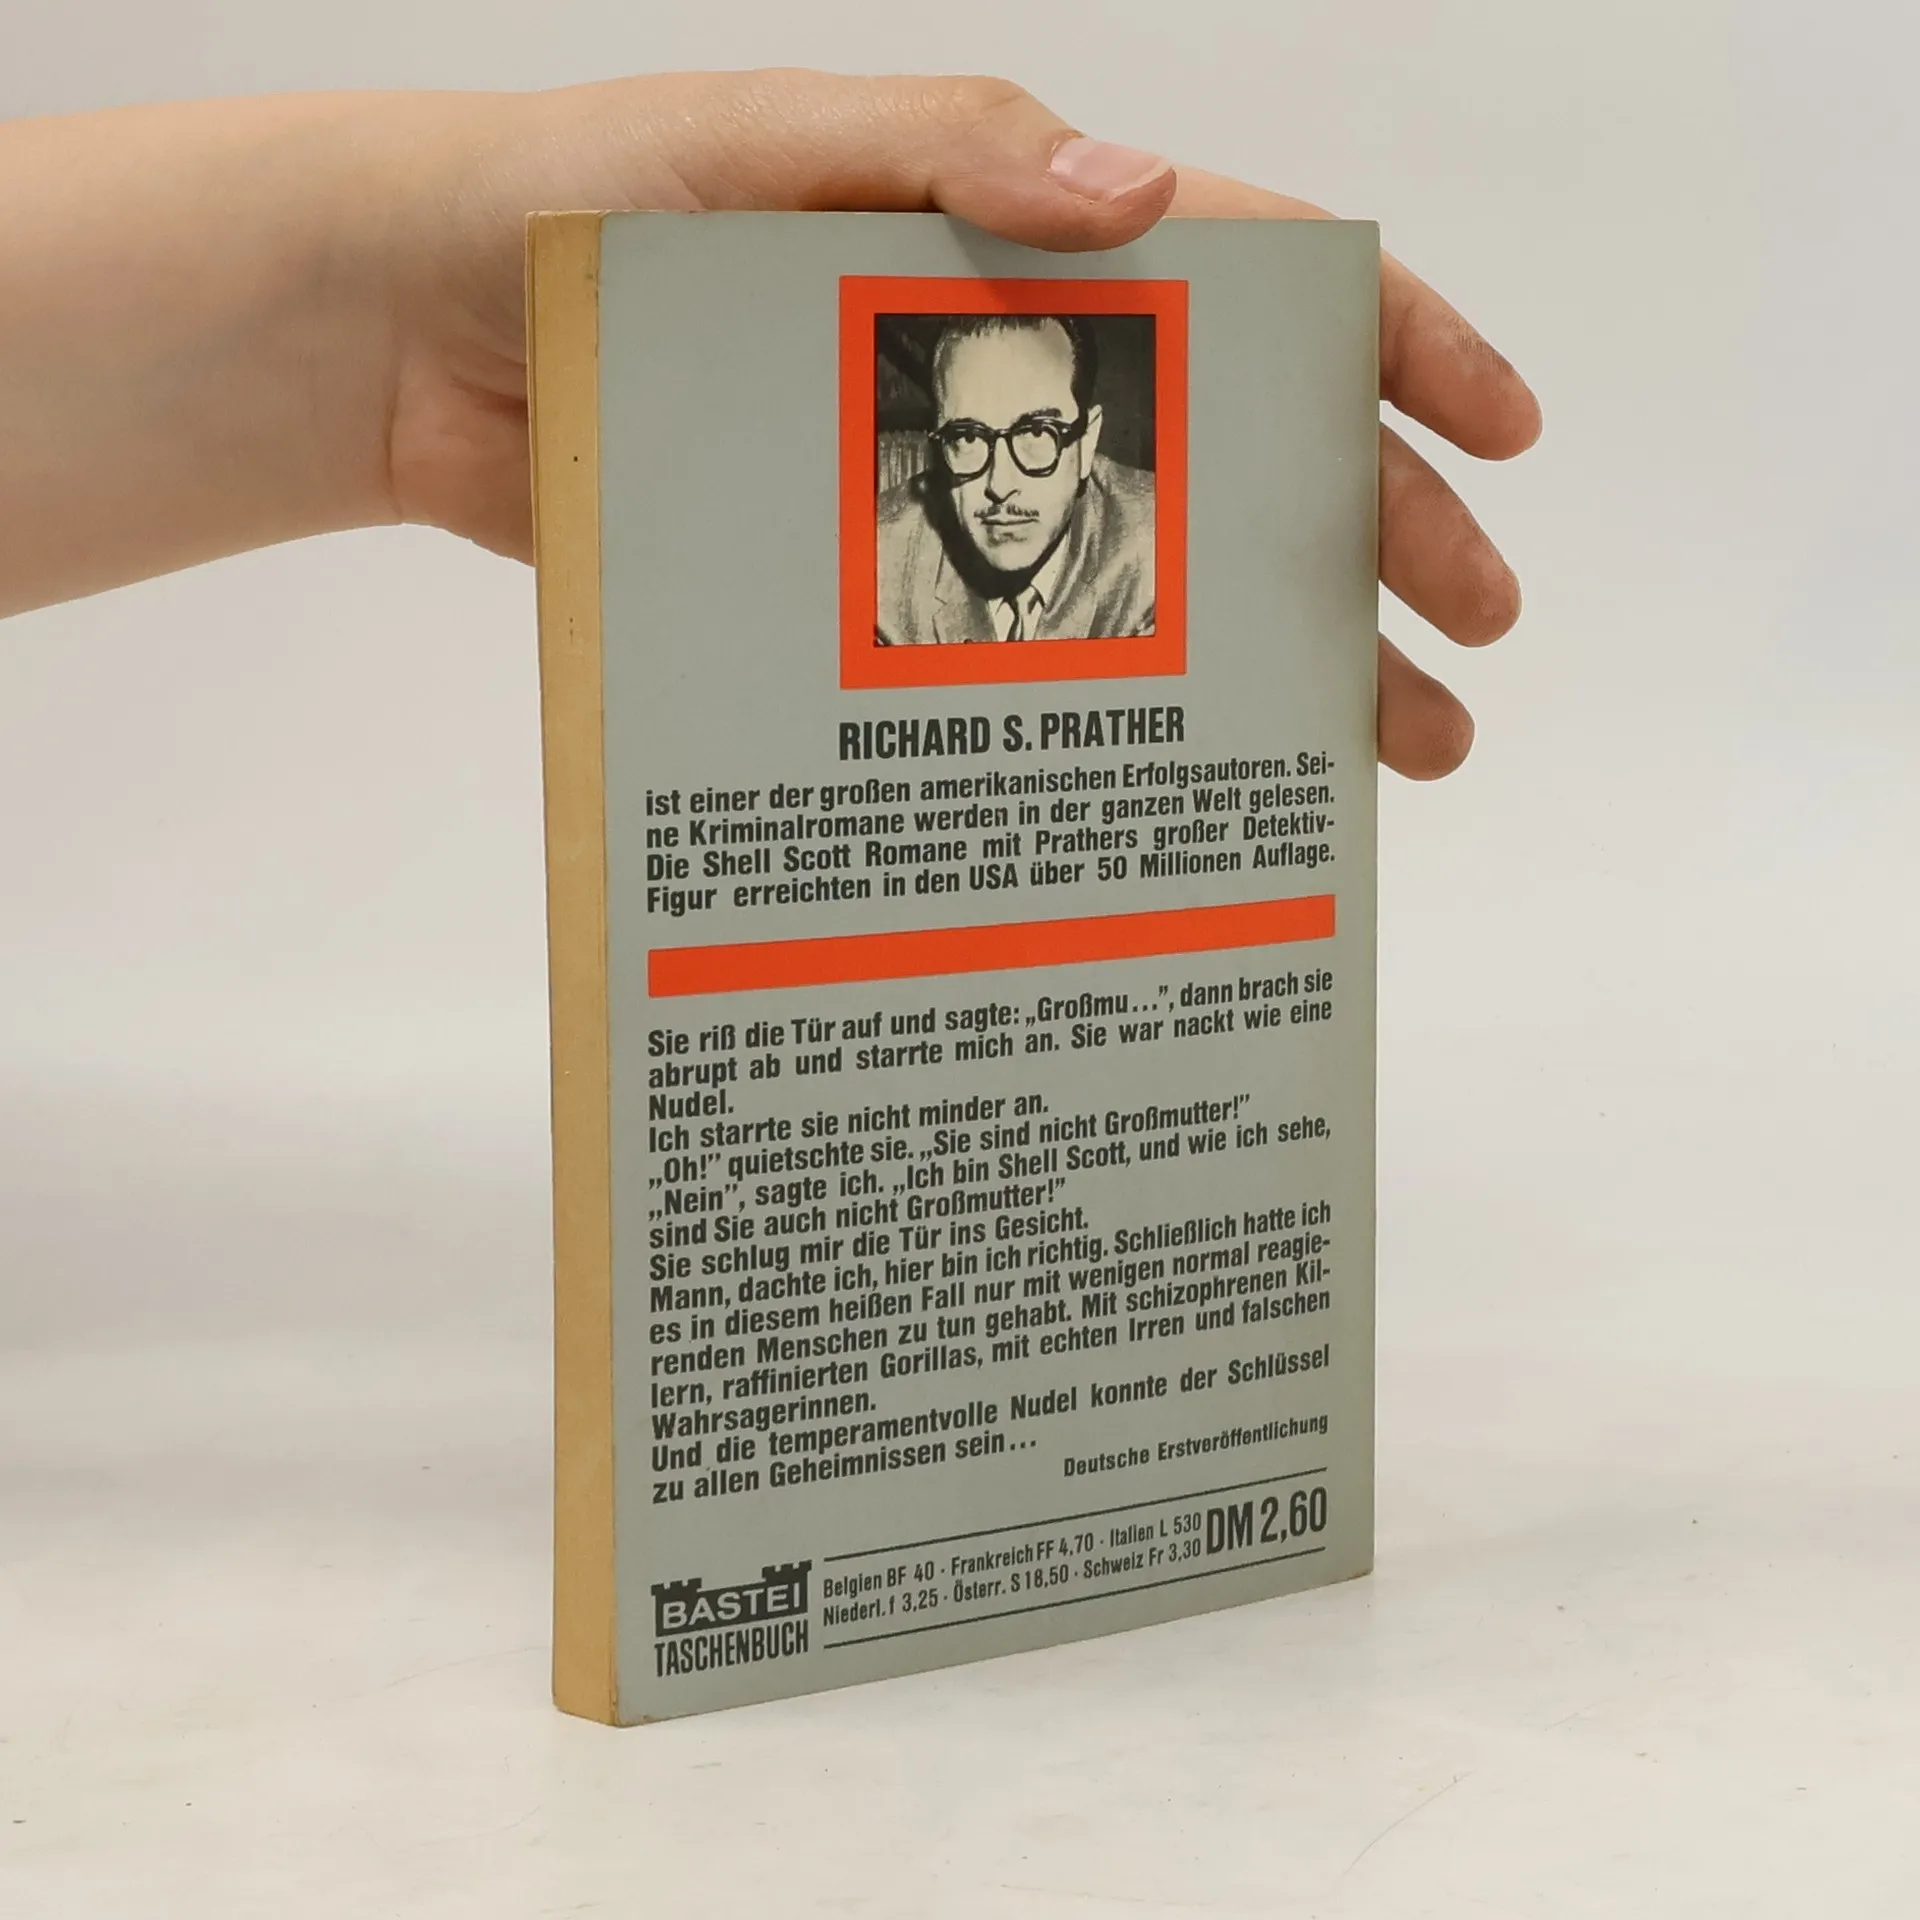 RICHARD S. PRATHER
ist einer der großen amerikanischen Erfolgsautoren. Sei-
ne Kriminalromane werden in der ganzen Welt gelesen.
Die Shell Scott Romane mit Prathers großer Detektiv-
Figur erreichten in den USA über 50 Millionen Auflage.
Sie riß die Tür auf und sagte: „Großmu...”, dann brach sie
abrupt ab und starrte mich an. Sie war nackt wie eine
Nudel.
Ich starrte sie nicht minder an.
„Oh!” quietschte sie. „Sie sind nicht Großmutter!”
„Nein”, sagte ich. „Ich bin Shell Scott, und wie ich sehe,
sind Sie auch nicht Großmutter!”
Sie schlug mir die Tür ins Gesicht.
Mann, dachte ich, hier bin ich richtig. Schließlich hatte ich
es in diesem heißen Fall nur mit wenigen normal reagie-
renden Menschen zu tun gehabt. Mit schizophrenen Kil-
lern, raffinierten Gorillas, mit echten Irren und falschen
Wahrsagerinnen.
Und die temperamentvolle Nudel konnte der Schlüssel
zu allen Geheimnissen sein...
Deutsche Erstveröffentlichung
BASTEI
TASCHENBUCH
Belgien BF 40 · Frankreich FF 4,70 · Italien L 530
Niederl. f 3,25 · Österr. S 18,50 · Schweiz Fr 3,30
DM 2,60